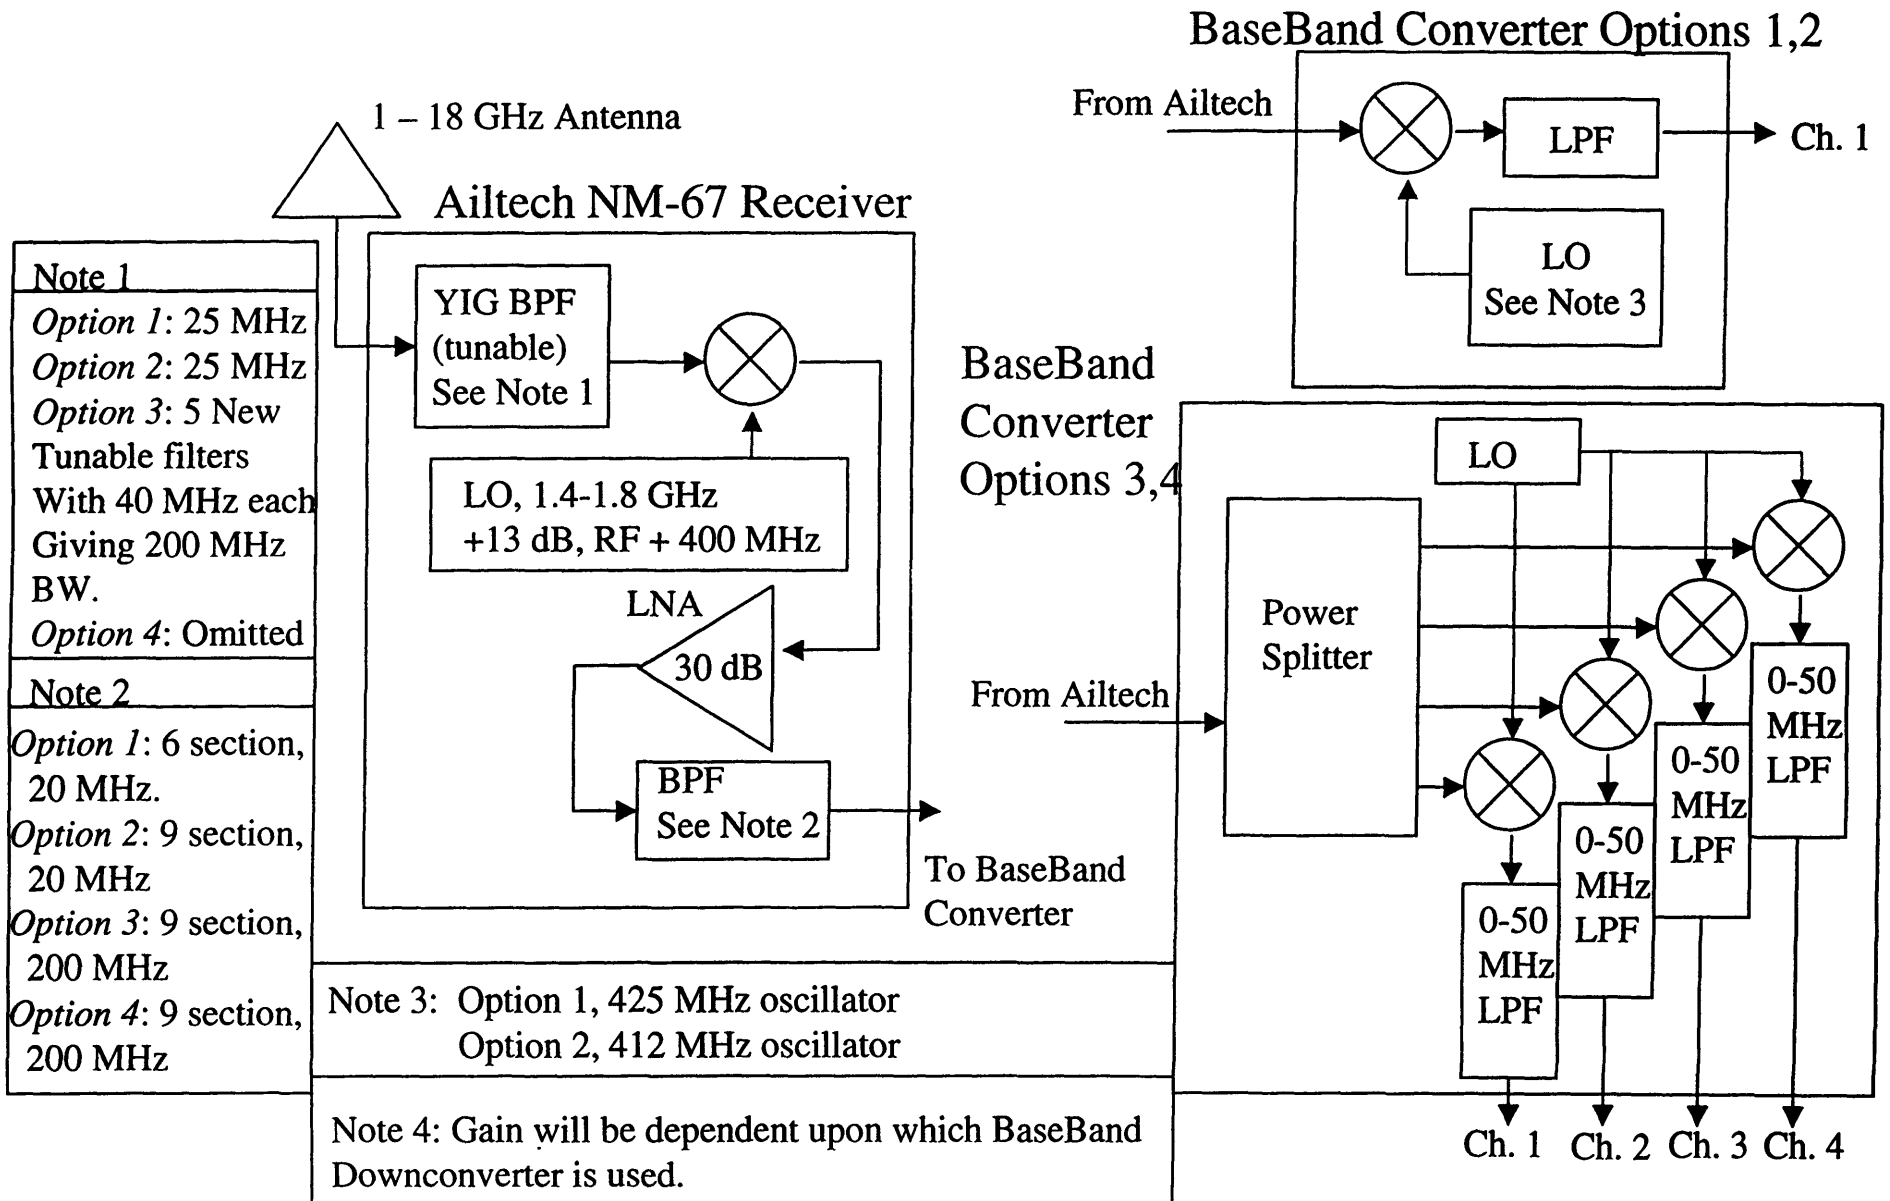 BaseBand Converter Options 1,2
From Ailtech
LPF
Ch. 1
LO
See Note 3
1 – 18 GHz Antenna
Ailtech NM-67 Receiver
YIG BPF
(tunable)
See Note 1
LO, 1.4-1.8 GHz
+13 dB, RF + 400 MHz
LNA
30 dB
BPF
See Note 2
To BaseBand
Converter
Note 1
Option 1: 25 MHz
Option 2: 25 MHz
Option 3: 5 New
Tunable filters
With 40 MHz each
Giving 200 MHz
BW.
Option 4: Omitted
Note 2
Option 1: 6 section,
20 MHz.
Option 2: 9 section,
20 MHz
Option 3: 9 section,
200 MHz
Option 4: 9 section,
200 MHz
BaseBand
Converter
Options 3,4
LO
Power
Splitter
From Ailtech
0-50
MHz
LPF
0-50
MHz
LPF
0-50
MHz
LPF
0-50
MHz
LPF
Ch. 1
Ch. 2
Ch. 3
Ch. 4
Note 3: Option 1, 425 MHz oscillator
Option 2, 412 MHz oscillator
Note 4: Gain will be dependent upon which BaseBand
Downconverter is used.